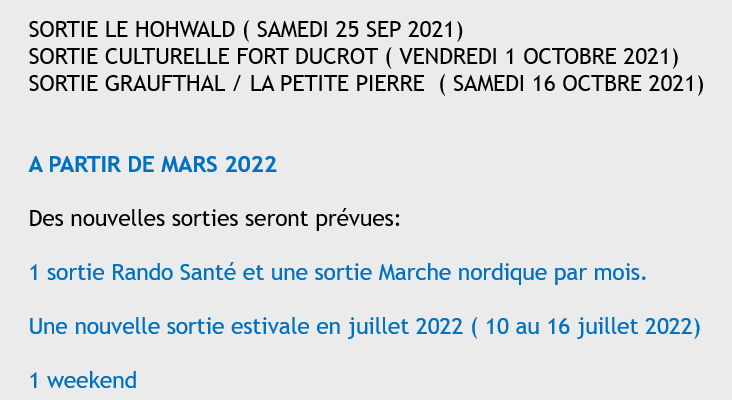 SORTIE LE HOHWALD ( SAMEDI 25 SEP 2021)
SORTIE CULTURELLE FORT DUCROT ( VENDREDI 1 OCTOBRE 2021)
SORTIE GRAUFTHAL / LA PETITE PIERRE  ( SAMEDI 16 OCTBRE 2021)
A PARTIR DE MARS 2022
Des nouvelles sorties seront prévues:
1 sortie Rando Santé et une sortie Marche nordique par mois.
Une nouvelle sortie estivale en juillet 2022 ( 10 au 16 juillet 2022)
1 weekend